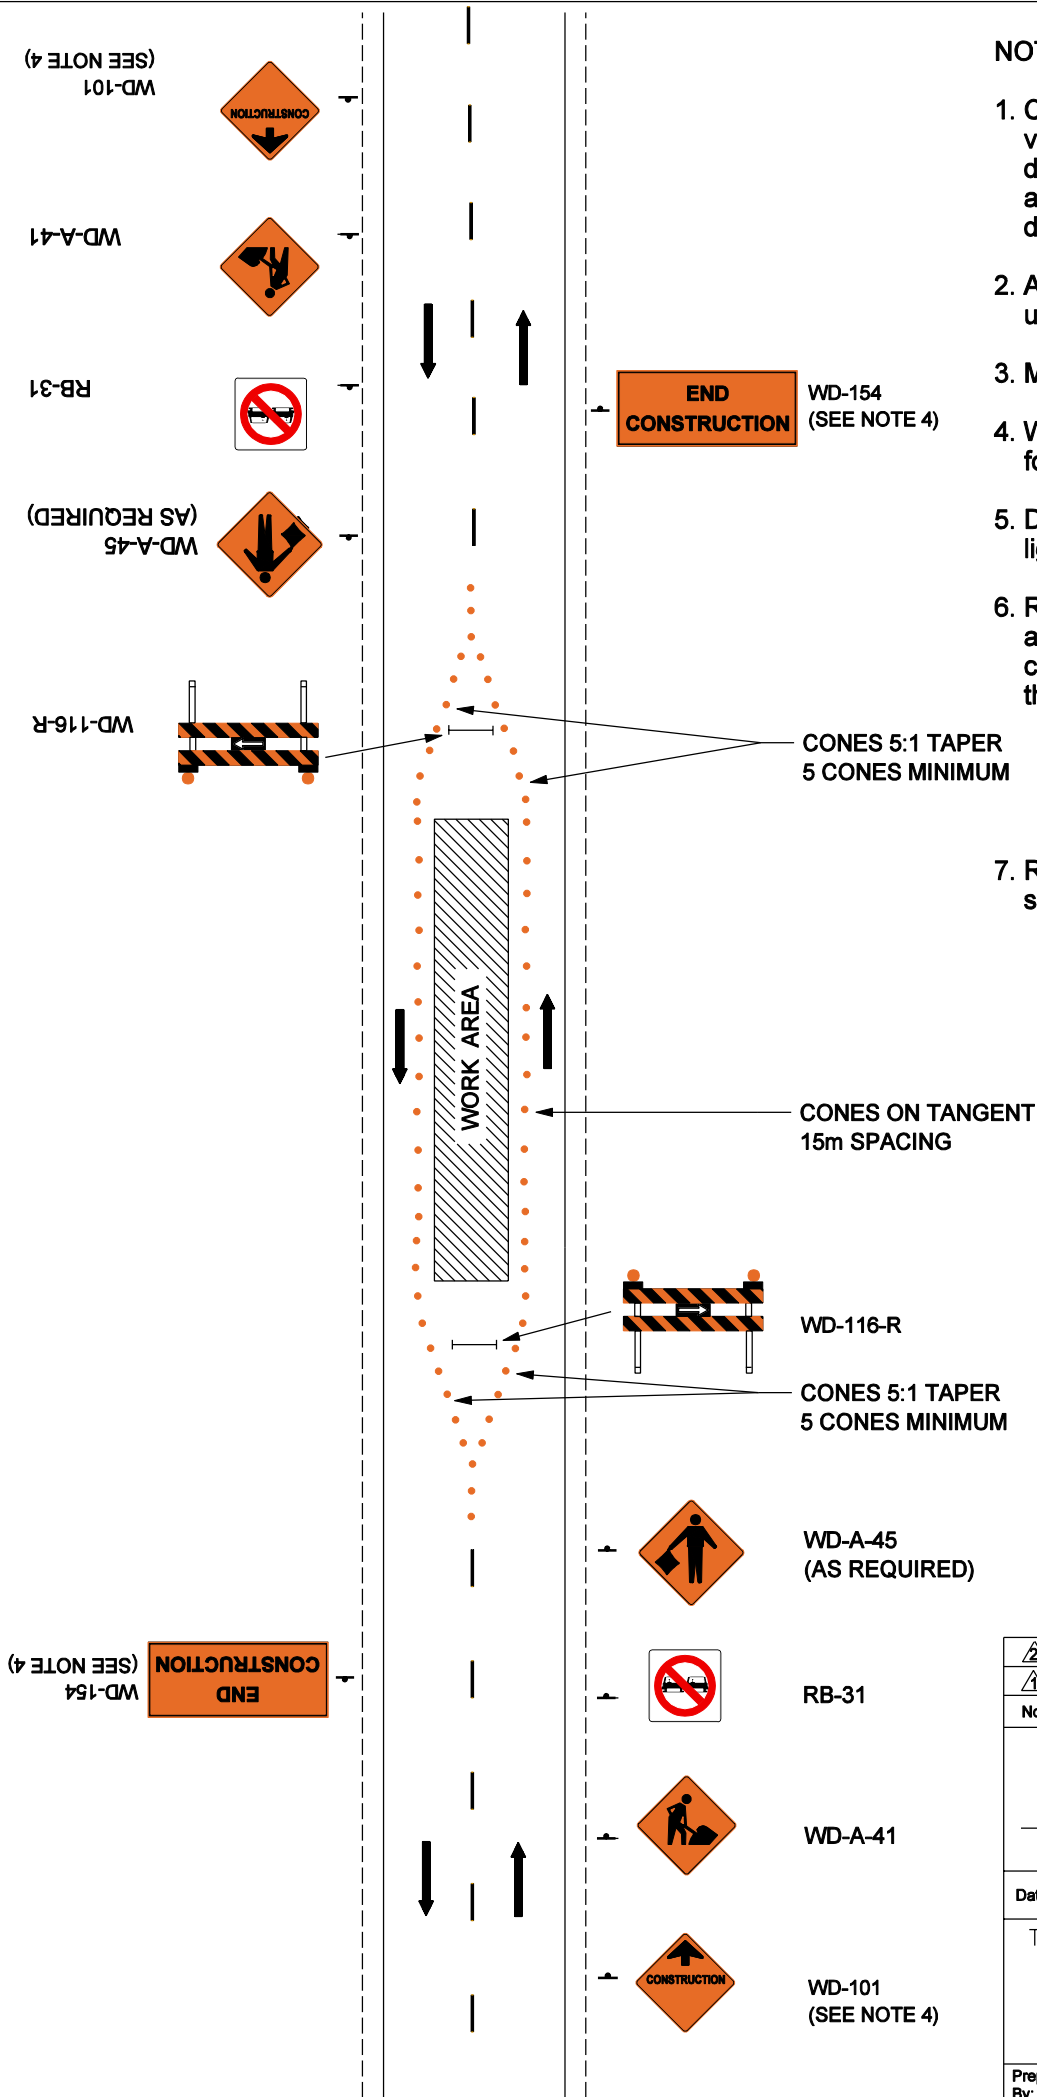 WD-101
(SEE NOTE 4)
CONSTRUCTION
WD-A-41
RB-31
WD-A-45
(AS REQUIRED)
WD-116-R
END
CONSTRUCTION
WD-154
(SEE NOTE 4)
CONES 5:1 TAPER
5 CONES MINIMUM
WORK AREA
CONES ON TANGENT
15m SPACING
WD-116-R
CONES 5:1 TAPER
5 CONES MINIMUM
WD-A-45
(AS REQUIRED)
END
CONSTRUCTION
WD-154
(SEE NOTE 4)
RB-31
WD-A-41
CONSTRUCTION
WD-101
(SEE NOTE 4)
1.
2.
3.
4.
5.
6.
7.
2
1
By: